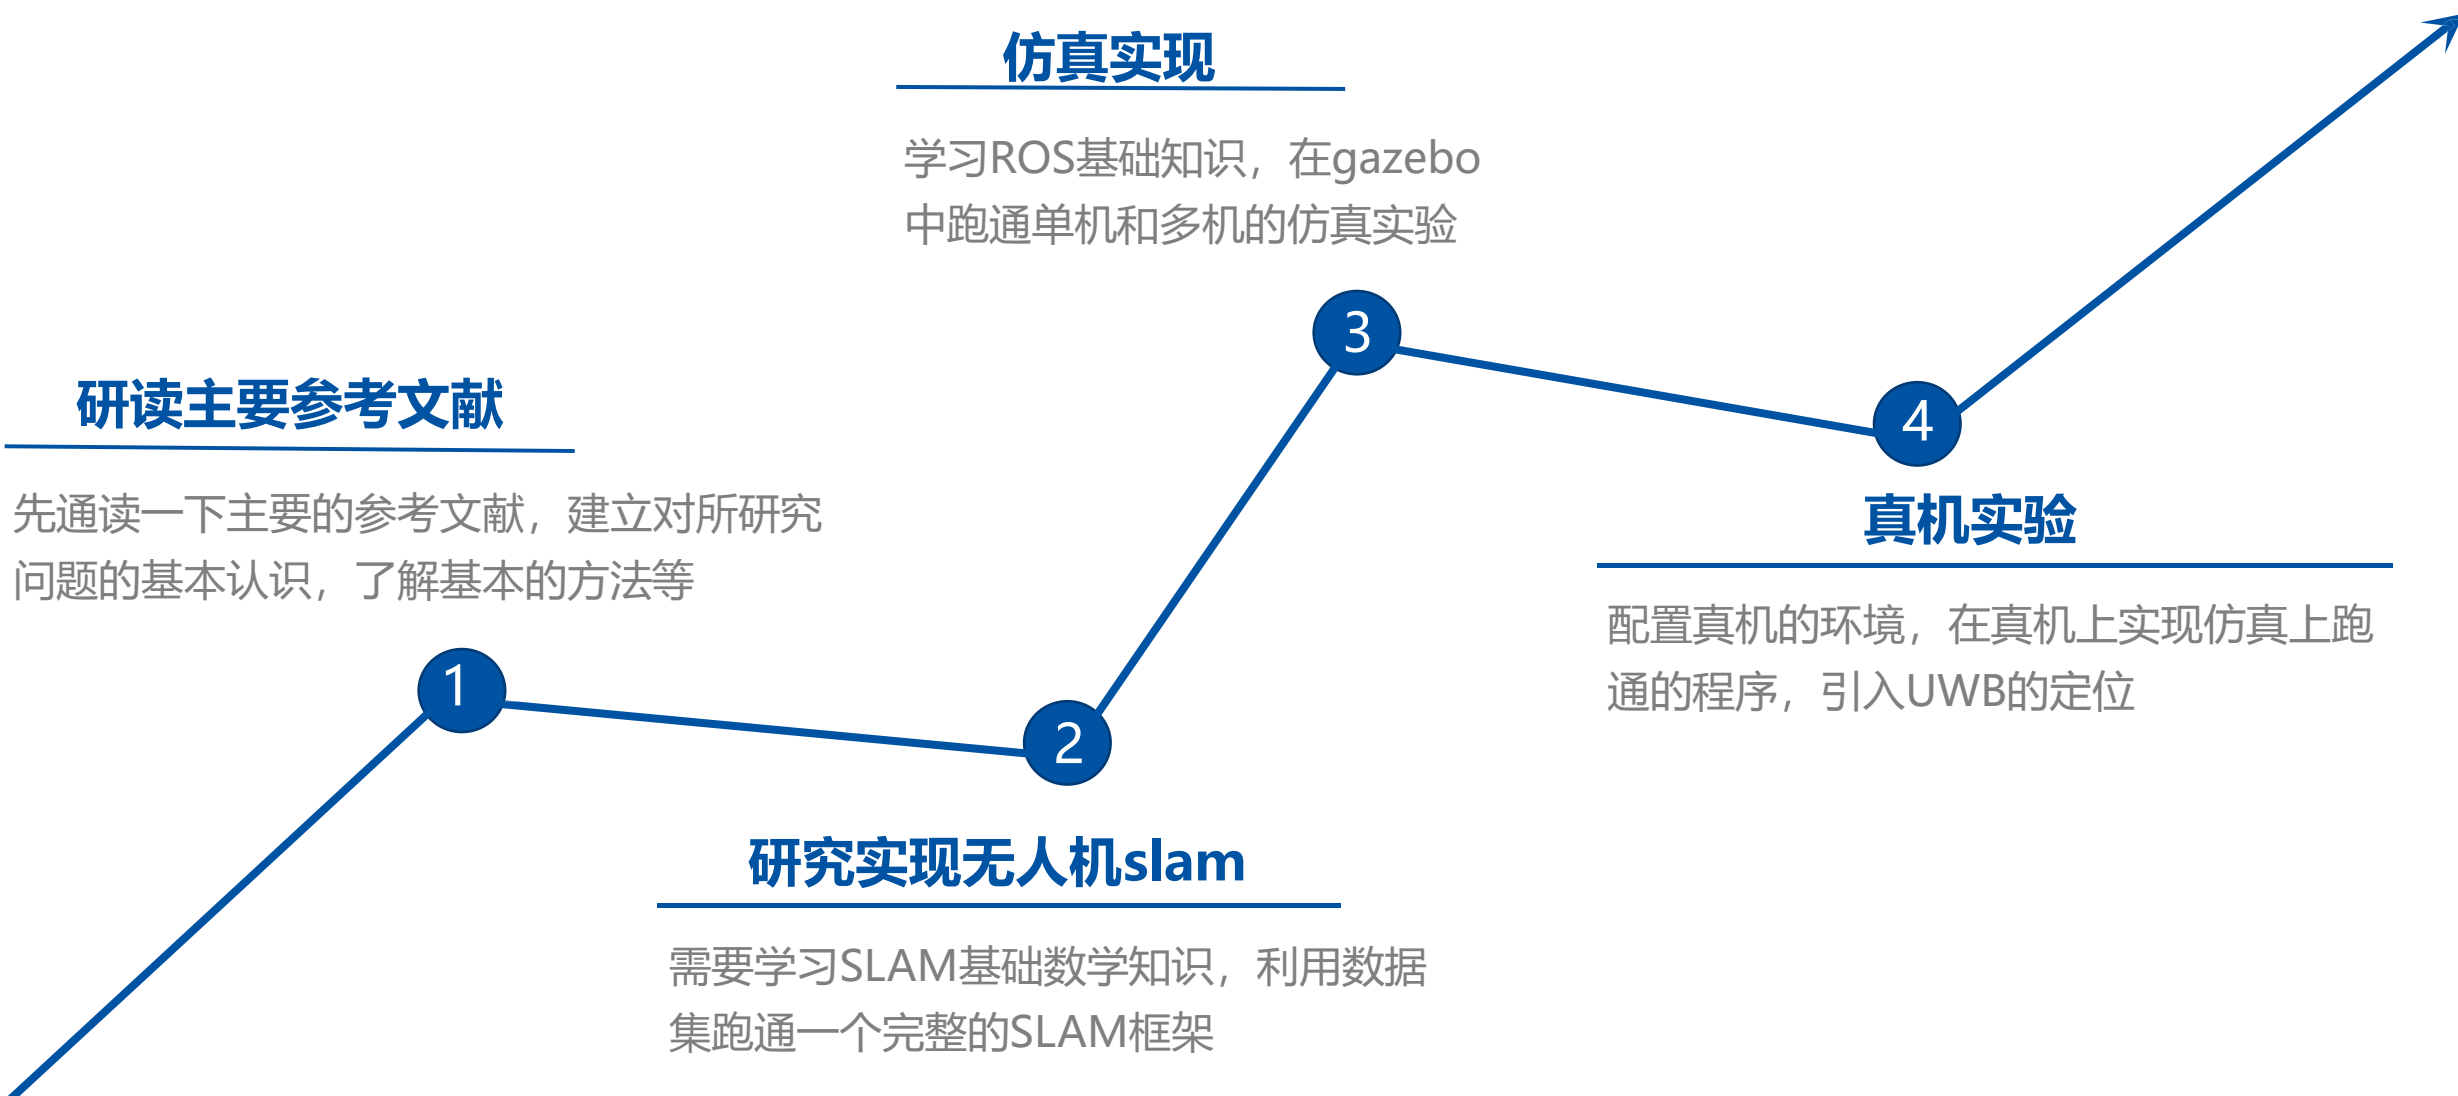 仿真实现
学习ROS基础知识，在gazebo
中跑通单机和多机的仿真实验
3
研读主要参考文献
先通读一下主要的参考文献，建立对所研究
问题的基本认识，了解基本的方法等
1
4
真机实验
配置真机的环境，在真机上实现仿真上跑
通的程序，引入UWB的定位
2
研究实现无人机slam
需要学习SLAM基础数学知识，利用数据
集跑通一个完整的SLAM框架